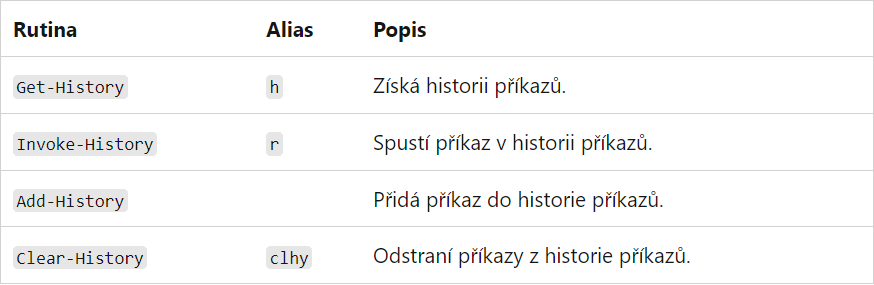 Rutina Alias Popis
Get-History h Získá historii příkazů.
Invoke-History r Spustí příkaz v historii příkazů.
Add-History Přidá příkaz do historie příkazů.
Clear-History clhy Odstraní příkazy z historie příkazů.